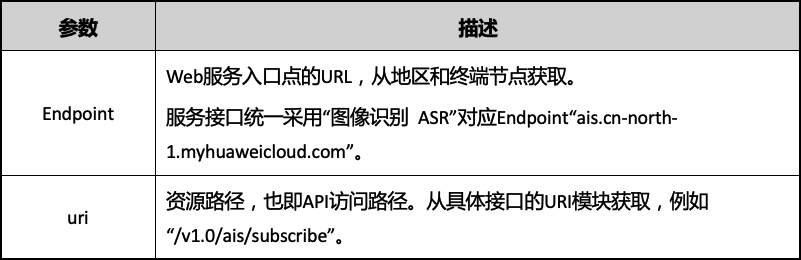 参数
描述
Endpoint
Web服务入口点的URL，从地区和终端节点获取。
服务接口统一采用“图像识别 ASR”对应Endpoint“ais.cn-north-
1.myhuaweicloud.com”。
uri
资源路径，也即API访问路径。从具体接口的URI模块获取，例如
“/v1.0/ais/subscribe”。